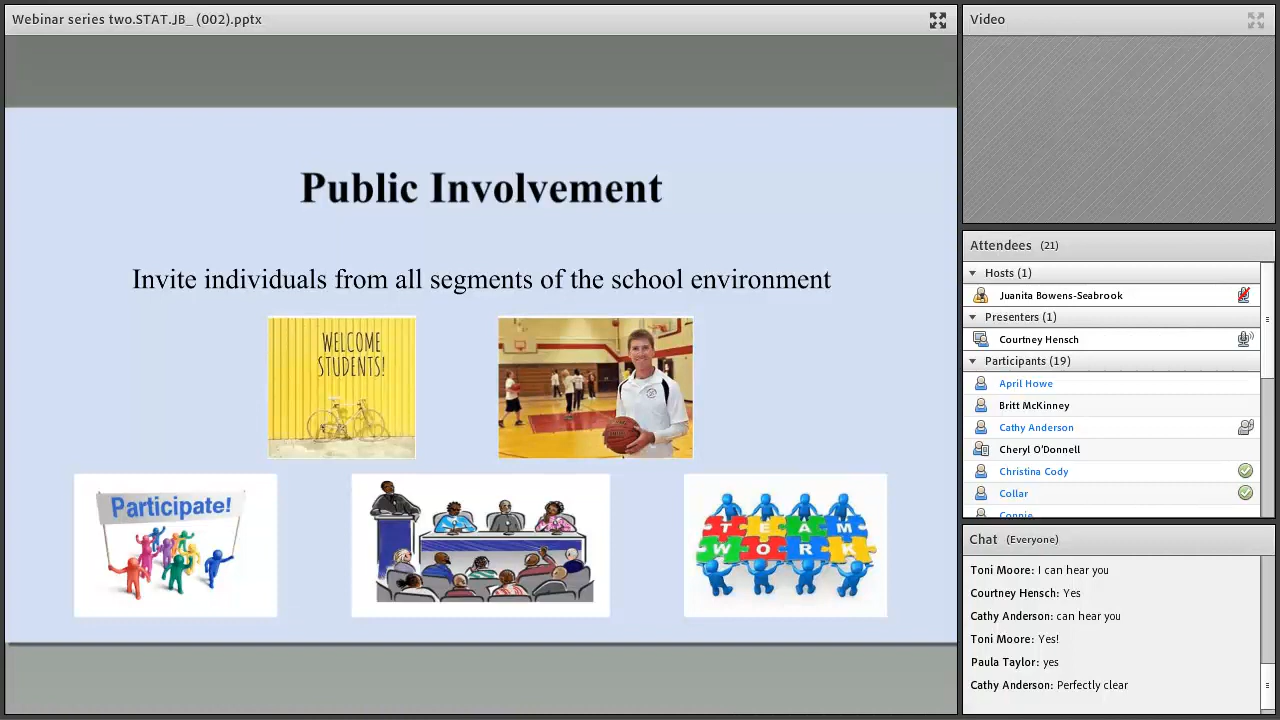 Webinar series two.STAT.JB_ (002).pptx
Public Involvement
Invite individuals from all segments of the school environment
WELCOME
STUDENTS!
Participate!
TEAM
WORK
Video
Attendees (21)
Hosts (1)
Juanita Bowens-Seabrook
Presenters (1)
Courtney Hensch
Participants (19)
April Howe
Britt McKinney
Cathy Anderson
Cheryl O'Donnell
Christina Cody
Collar
Connie
Chat (Everyone)
Toni Moore: I can hear you
Courtney Hensch: Yes
Cathy Anderson: can hear you
Toni Moore: Yes!
Paula Taylor: yes
Cathy Anderson: Perfectly clear